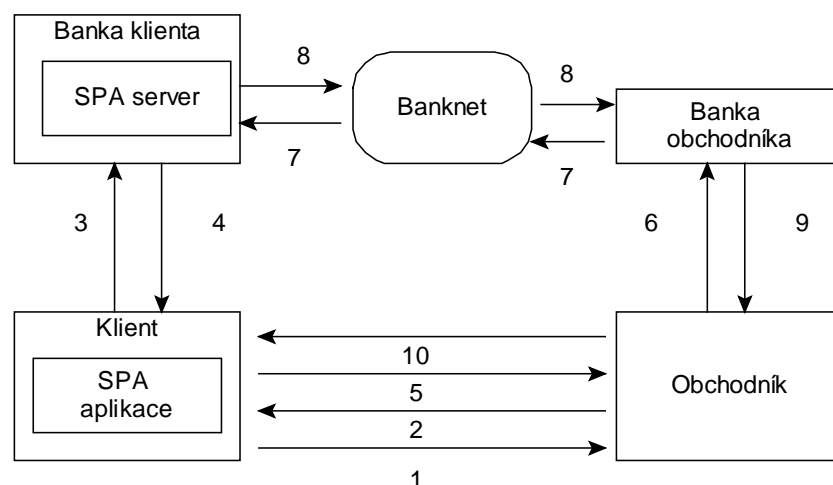 Banka klienta
SPA server
8
7
Banknet
8
7
Banka
obchodníka
3
4
6
9
Klient
SPA
aplikace
10
5
2
1
Obchodník